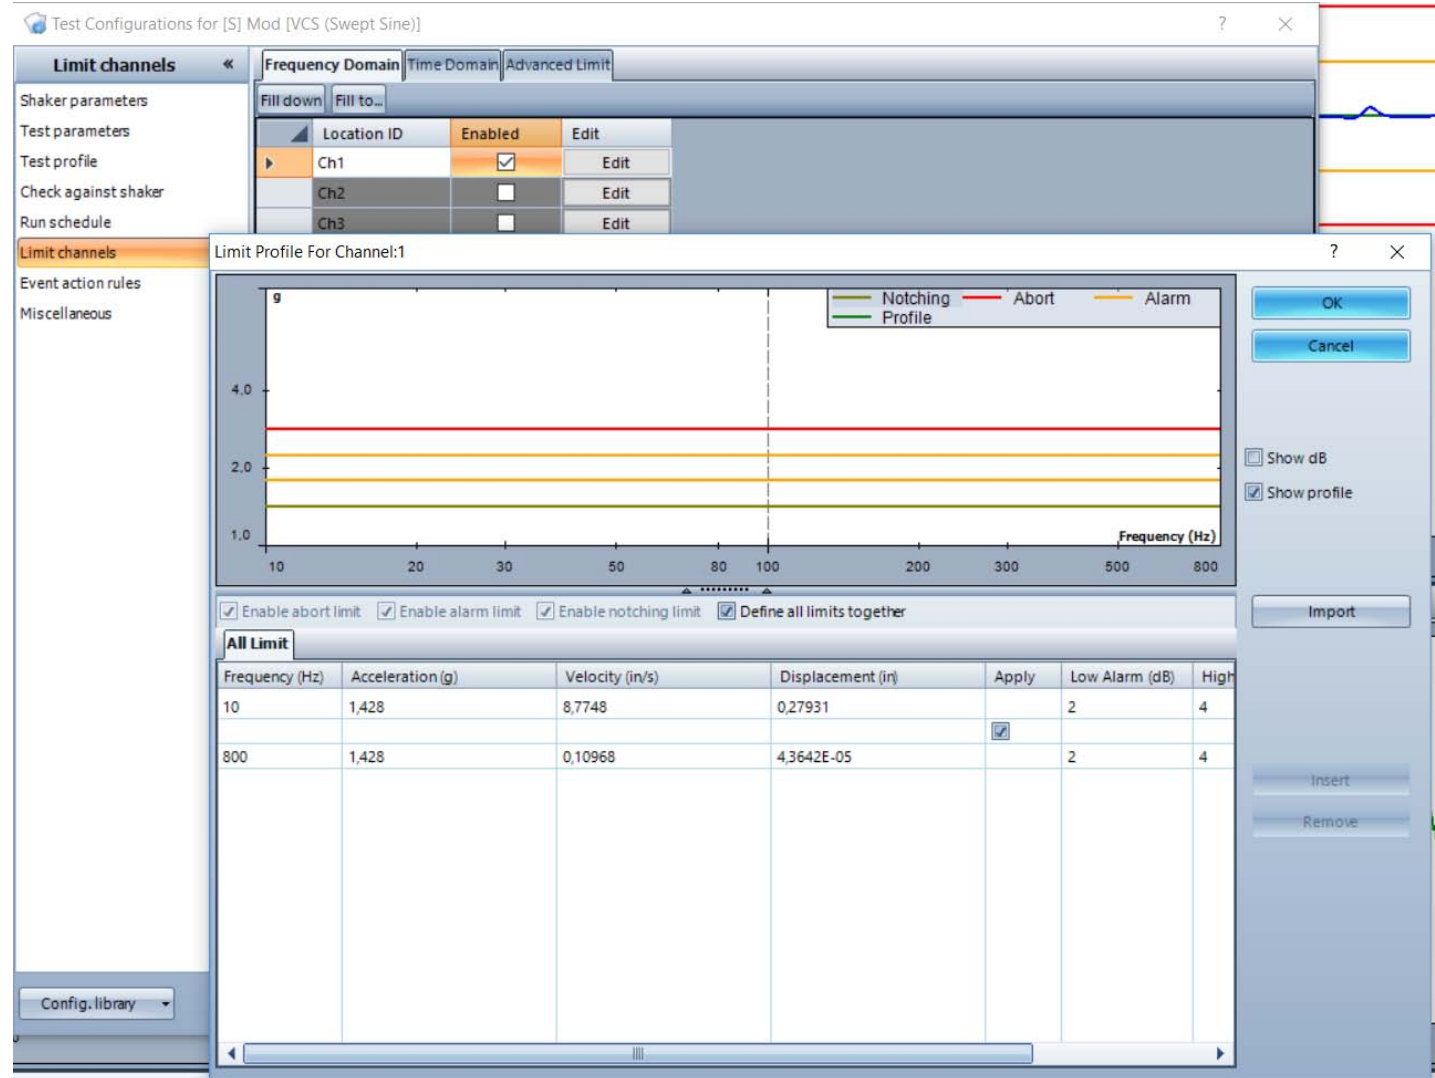 Test Configurations for [S] Mod [VCS (Swept Sine)]
?
Limit channels «
Shaker parameters
Test parameters
Test profile
Check against shaker
Run schedule
Limit channels
Event action rules
Miscellaneous
Config. library
Frequency Domain Time Domain Advanced Limit
Fill down Fill to...
Location ID Enabled Edit
Ch1 Edit
Ch2 Edit
Ch3 Edit
Limit Profile For Channel:1 ?
g
Notching Abort Alarm
Profile
4,0
2,0
1,0
Frequency (Hz)
10 20 30 50 80 100 200 300 500 800
OK
Cancel
Show dB
Show profile
Enable abort limit Enable alarm limit Enable notching limit Define all limits together
Import
All Limit
Frequency (Hz) Acceleration (g) Velocity (in/s) Displacement (in) Apply Low Alarm (dB) High
10 1,428 8,7748 0,27931 2 4
800 1,428 0,10968 4,3642E-05 2 4
Insert
Remove